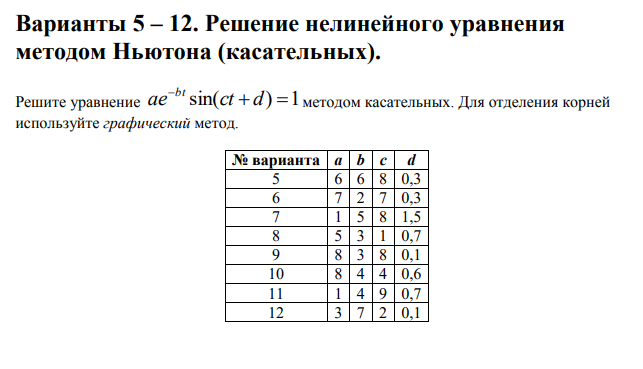 Варианты 5 – 12. Решение нелинейного уравнения
методом Ньютона (касательных).
Решите уравнение ae^{-bt} sin(ct + d) = 1 методом касательных. Для отделения корней
используйте графический метод.
№ варианта a b c d
5 6 6 8 0,3
6 7 2 7 0,3
7 1 5 8 1,5
8 5 3 1 0,7
9 8 3 8 0,1
10 8 4 4 0,6
11 1 4 9 0,7
12 3 7 2 0,1